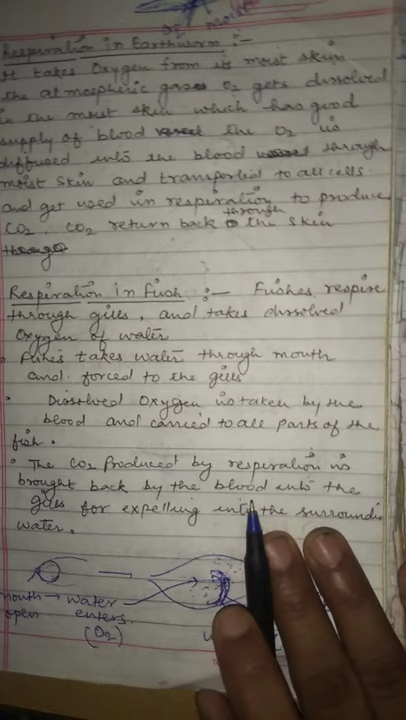 O2 moist
Respiration in Earthworm :-
It takes Oxygen from its moist skin
the atmospheric gases O2 gets dissolved
in the moist skin which has good
supply of blood the O2 is
diffused into the blood through
moist skin and transported to all cells
and get used in respiration to produce
CO2. CO2 return back through the skin
Respiration in fish :- Fishes respire
through gills. and takes dissolved
Oxygen of water
• Fishes takes water through mouth
and forced to the gills
• Dissolved Oxygen is taken by the
blood and carried to all parts of the
fish.
• The CO2 Produced by respiration is
brought back by the blood into the
gills for expelling into the surroundi
water.
mouth → water
open enters
(O2)